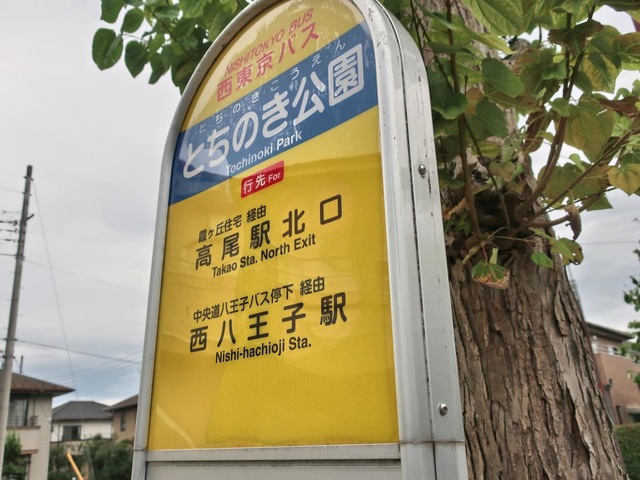 NISHITOKYO BUS
西東京バス
とちのきこうえん
とちのき公園
Tochinoki Park
行先 For
霞ヶ丘住宅 経由
高尾駅北口
Takao Sta. North Exit
中央道八王子バス停下 経由
西八王子駅
Nishi-hachioji Sta.